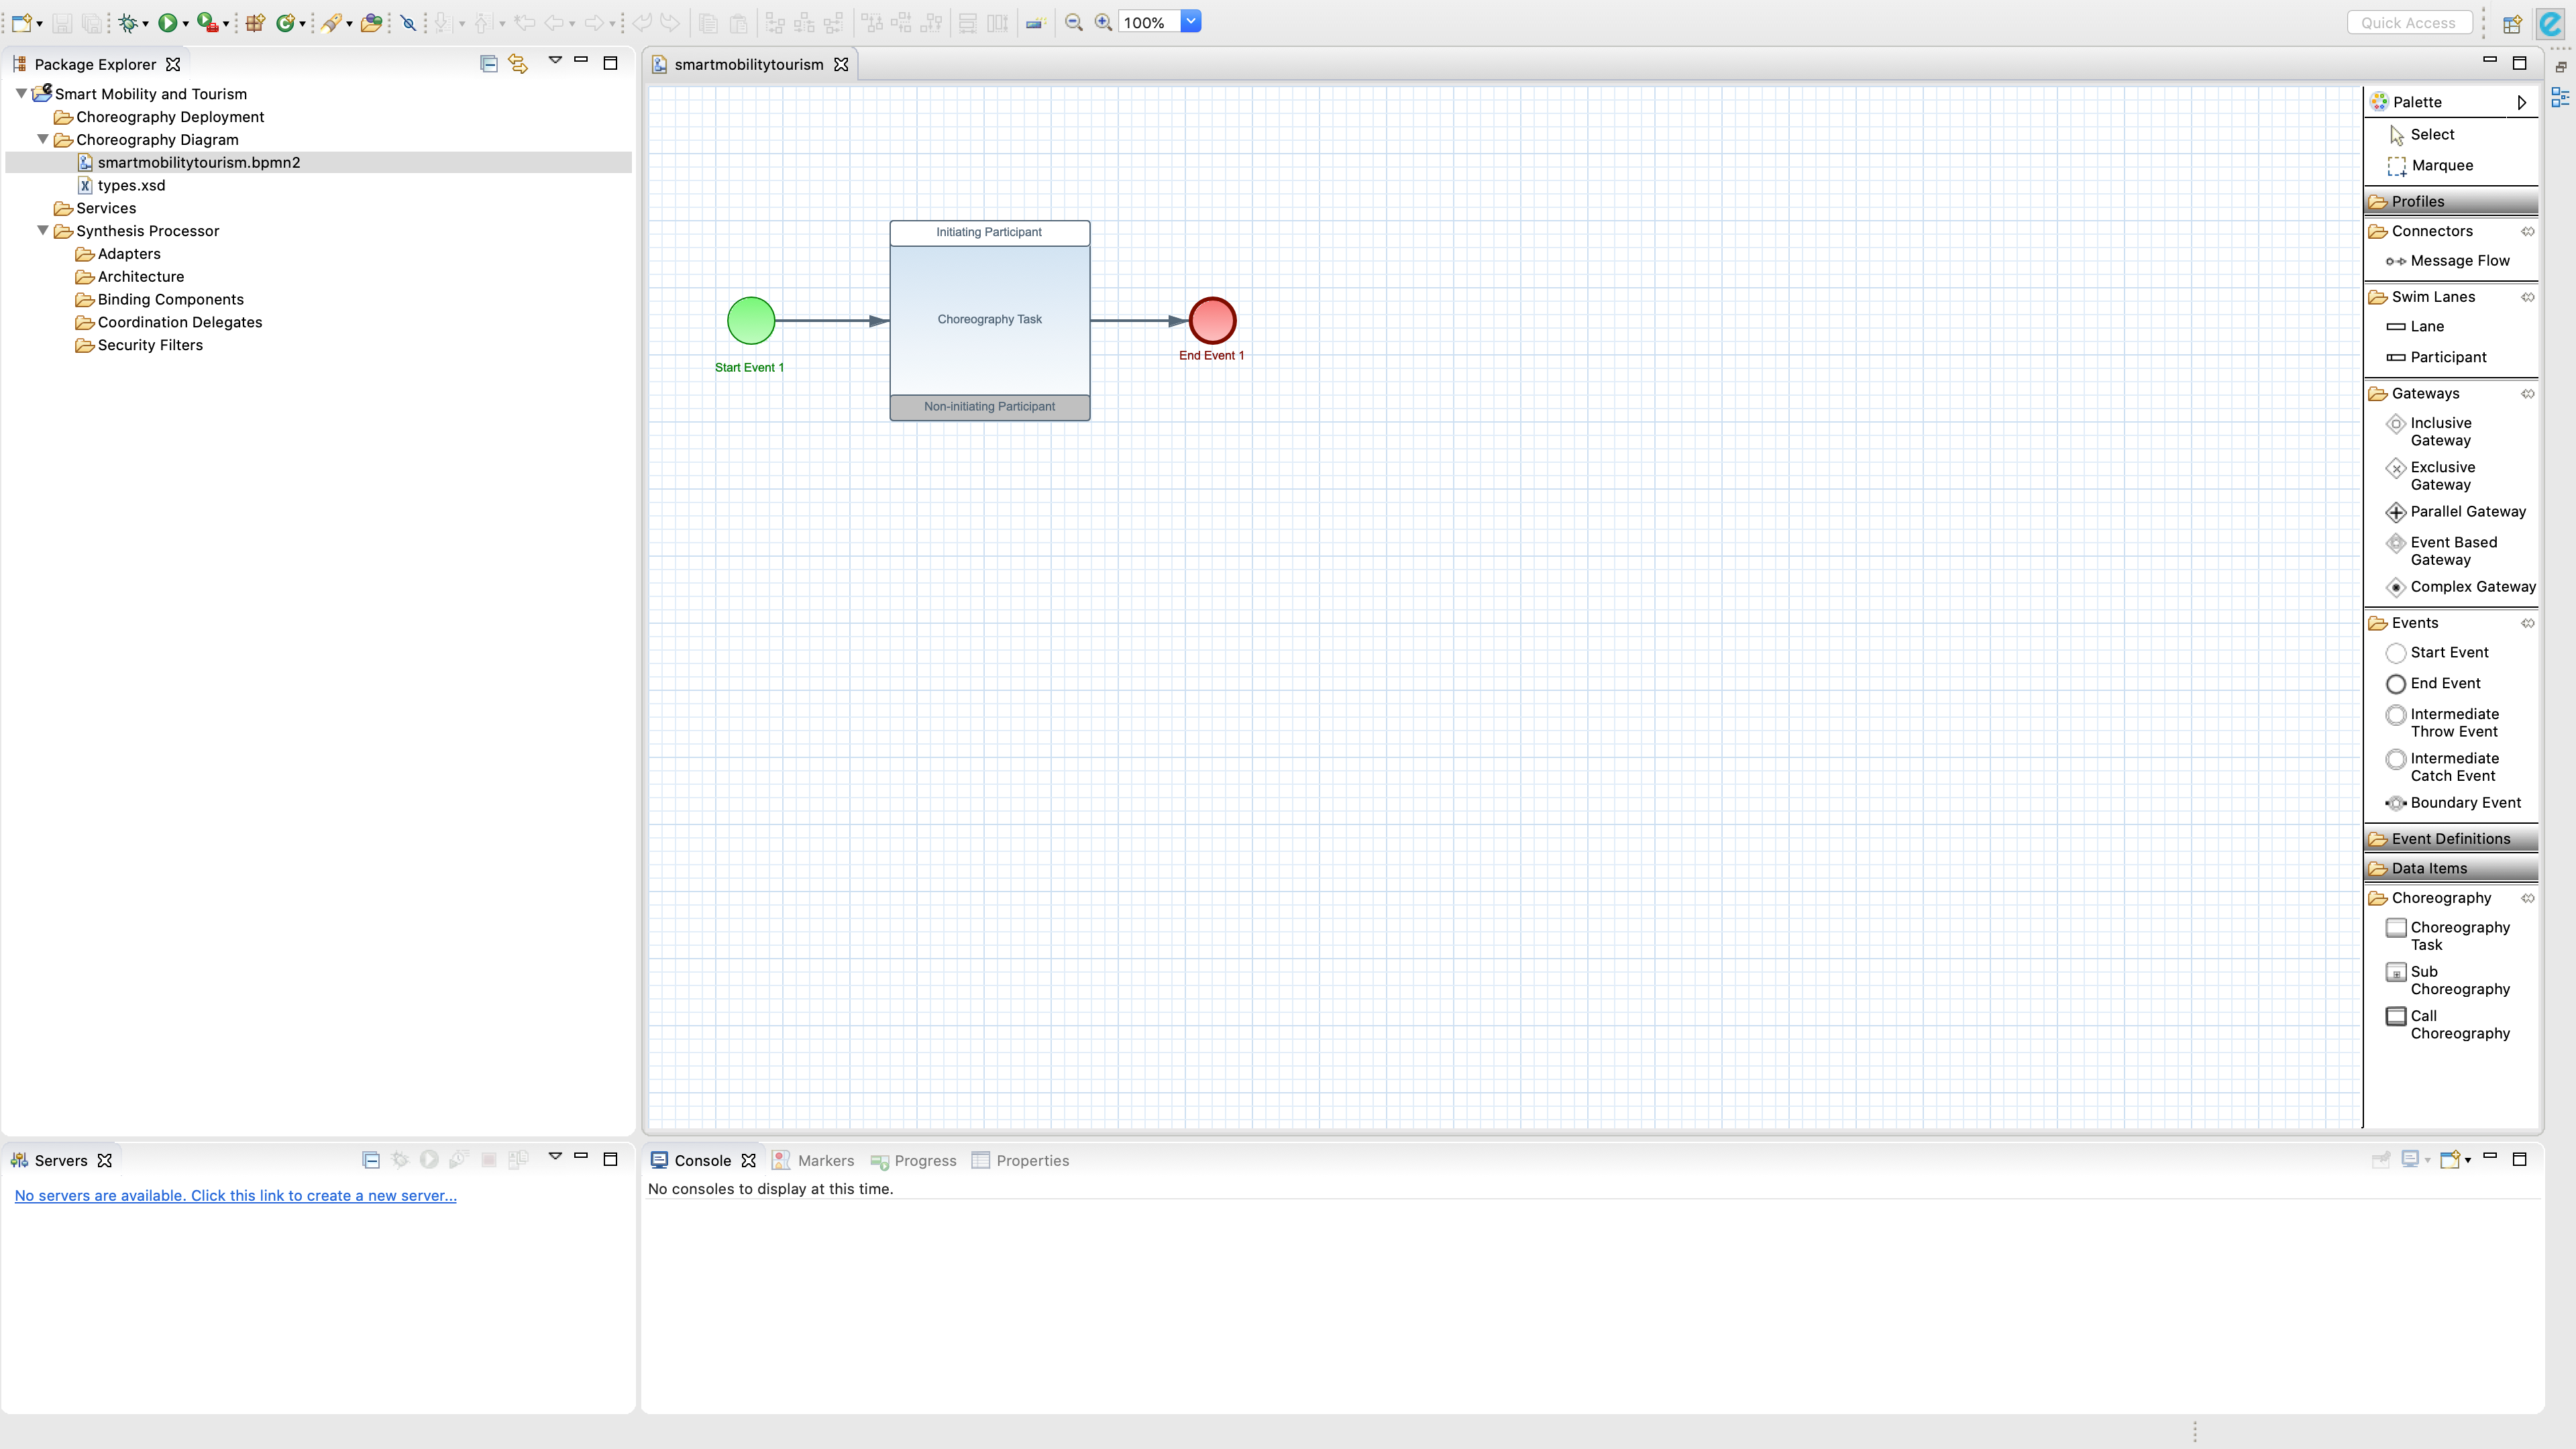 100%
Quick Access
Package Explorer
Smart Mobility and Tourism
Choreography Deployment
Choreography Diagram
smartmobilitytourism.bpmn2
types.xsd
Services
Synthesis Processor
Adapters
Architecture
Binding Components
Coordination Delegates
Security Filters
smartmobilitytourism
Initiating Participant
Choreography Task
Non-initiating Participant
Start Event 1
End Event 1
Palette
Select
Marquee
Profiles
Connectors
Message Flow
Swim Lanes
Lane
Participant
Gateways
Inclusive
Gateway
Exclusive
Gateway
Parallel Gateway
Event Based
Gateway
Complex Gateway
Events
Start Event
End Event
Intermediate
Throw Event
Intermediate
Catch Event
Boundary Event
Event Definitions
Data Items
Choreography
Choreography
Task
Sub
Choreography
Call
Choreography
Servers
No servers are available. Click this link to create a new server...
Console
Markers
Progress
Properties
No consoles to display at this time.